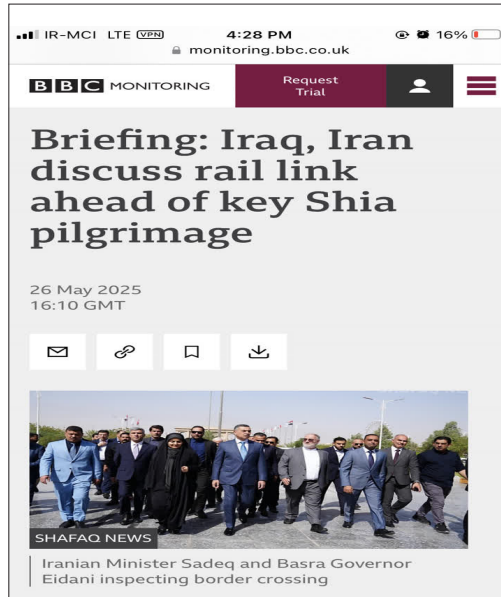 IR-MCI LTE VPN 4:28 PM 16%
monitoring.bbc.co.uk
BBC MONITORING
Request
Trial
Briefing: Iraq, Iran
discuss rail link
ahead of key Shia
pilgrimage
26 May 2025
16:10 GMT
SHAFAQ NEWS
Iranian Minister Sadeq and Basra Governor
Eidani inspecting border crossing